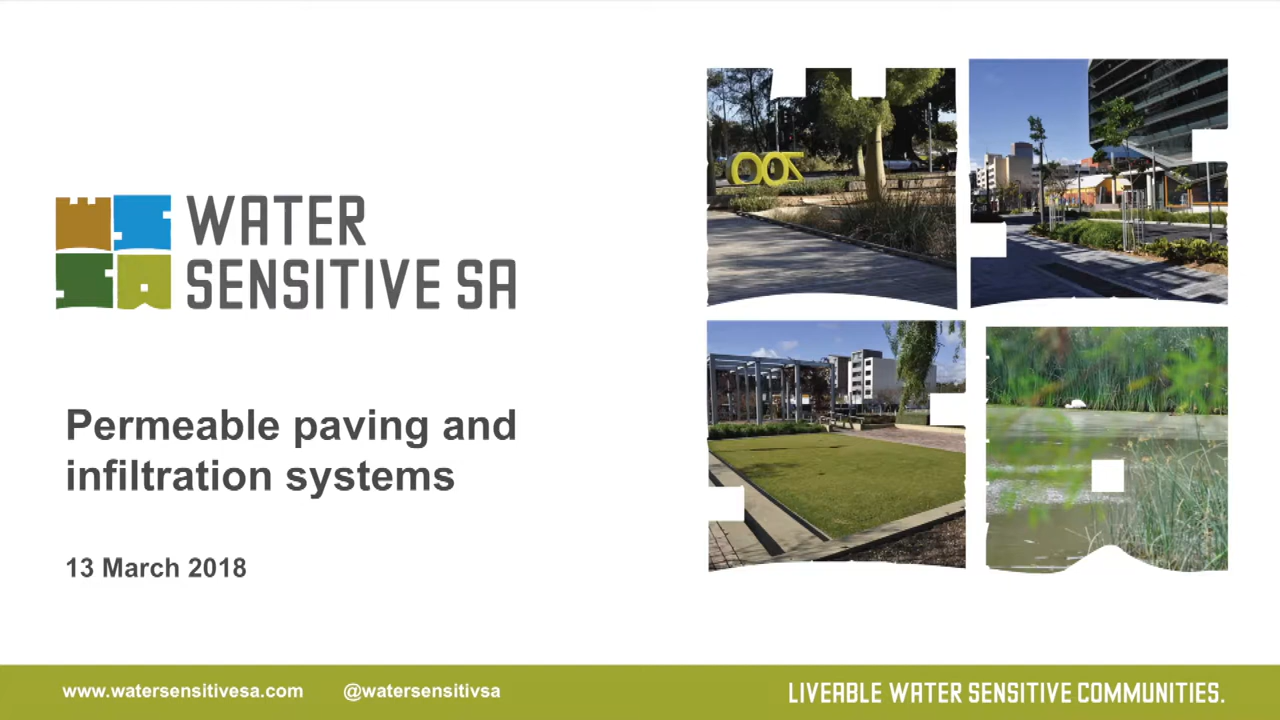 WATER
SENSITIVE SA
Permeable paving and
infiltration systems
13 March 2018
ZOO
www.watersensitivesa.com @watersensitivsa
LIVEABLE WATER SENSITIVE COMMUNITIES.